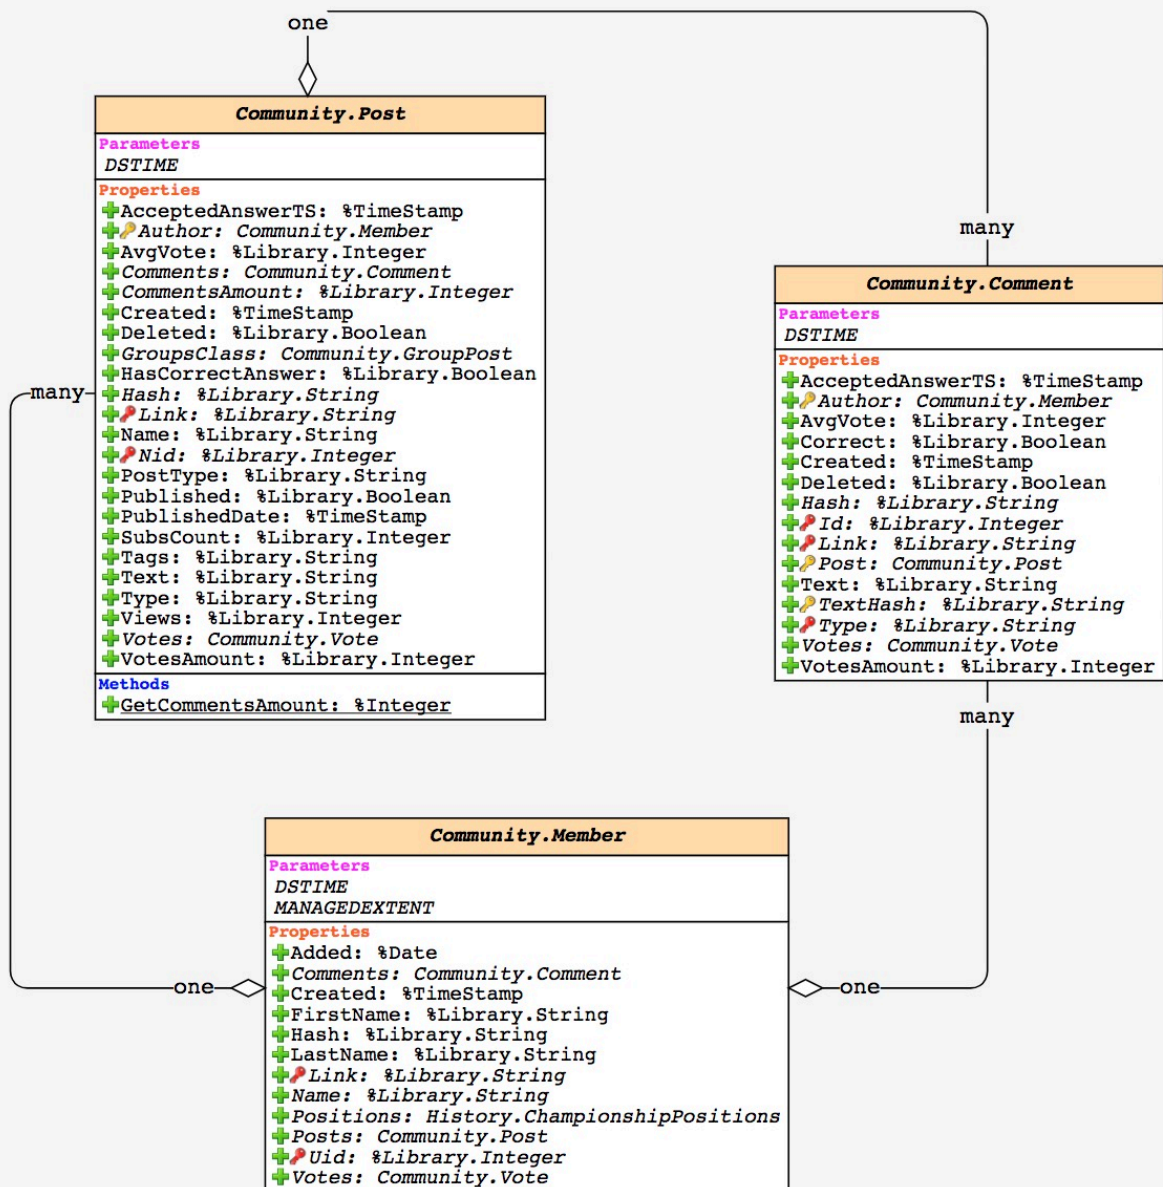 one
Community.Post
Parameters
DSTIME
Properties
AcceptedAnswerTS: %TimeStamp
Author: Community.Member
AvgVote: %Library.Integer
Comments: Community.Comment
CommentsAmount: %Library.Integer
Created: %TimeStamp
Deleted: %Library.Boolean
GroupsClass: Community.GroupPost
HasCorrectAnswer: %Library.Boolean
Hash: %Library.String
Link: %Library.String
Name: %Library.String
Nid: %Library.Integer
PostType: %Library.String
Published: %Library.Boolean
PublishedDate: %TimeStamp
SubsCount: %Library.Integer
Tags: %Library.String
Text: %Library.String
Type: %Library.String
Views: %Library.Integer
Votes: Community.Vote
VotesAmount: %Library.Integer
Methods
GetCommentsAmount: %Integer
many
many
Community.Comment
Parameters
DSTIME
Properties
AcceptedAnswerTS: %TimeStamp
Author: Community.Member
AvgVote: %Library.Integer
Correct: %Library.Boolean
Created: %TimeStamp
Deleted: %Library.Boolean
Hash: %Library.String
Id: %Library.Integer
Link: %Library.String
Post: Community.Post
Text: %Library.String
TextHash: %Library.String
Type: %Library.String
Votes: Community.Vote
VotesAmount: %Library.Integer
many
Community.Member
Parameters
DSTIME
MANAGEDEXTENT
Properties
Added: %Date
Comments: Community.Comment
Created: %TimeStamp
FirstName: %Library.String
Hash: %Library.String
LastName: %Library.String
Link: %Library.String
Name: %Library.String
Positions: History.ChampionshipPositions
Posts: Community.Post
Uid: %Library.Integer
Votes: Community.Vote
one
one